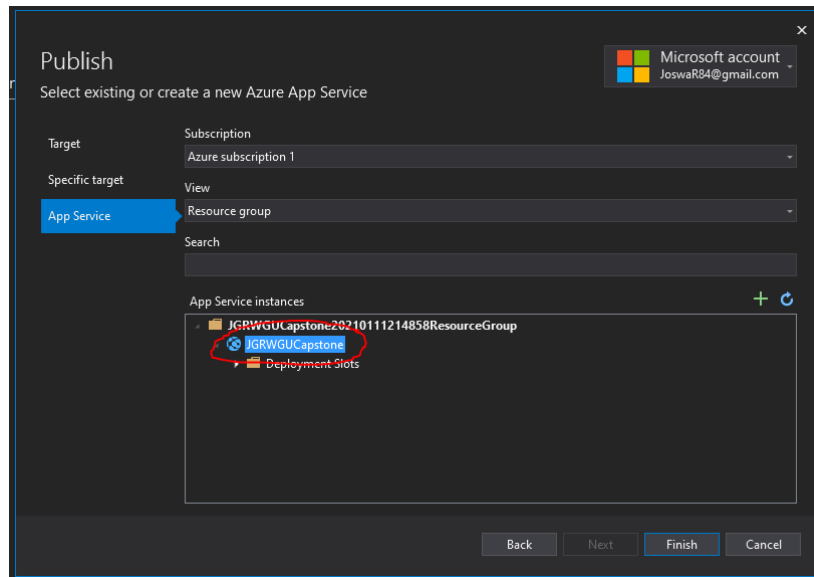 Publish
Microsoft account
JoswaR84@gmail.com
Select existing or create a new Azure App Service
Target
Specific target
App Service
Subscription
Azure subscription 1
View
Resource group
Search
App Service instances
JGRWGUCapstone20210111214858ResourceGroup
JGRWGUCapstone
Deployment Slots
Back
Next
Finish
Cancel